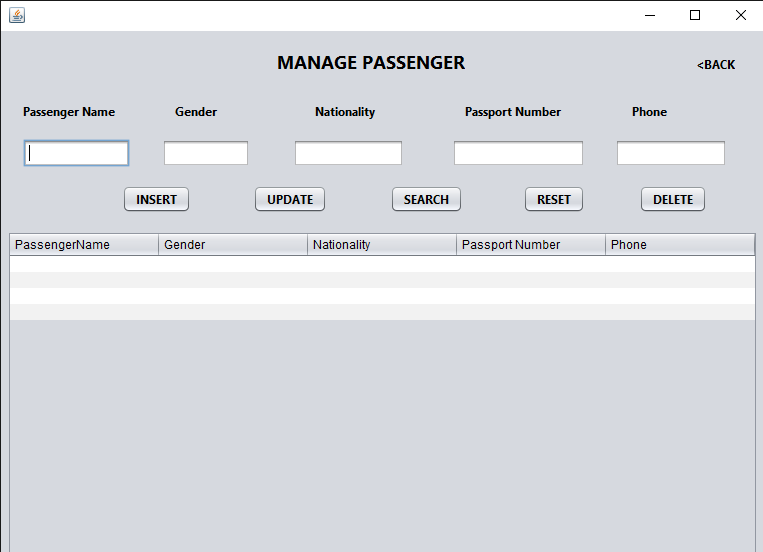 MANAGE PASSENGER
<BACK
Passenger Name Gender Nationality Passport Number Phone
INSERT UPDATE SEARCH RESET DELETE
PassengerName Gender Nationality Passport Number Phone